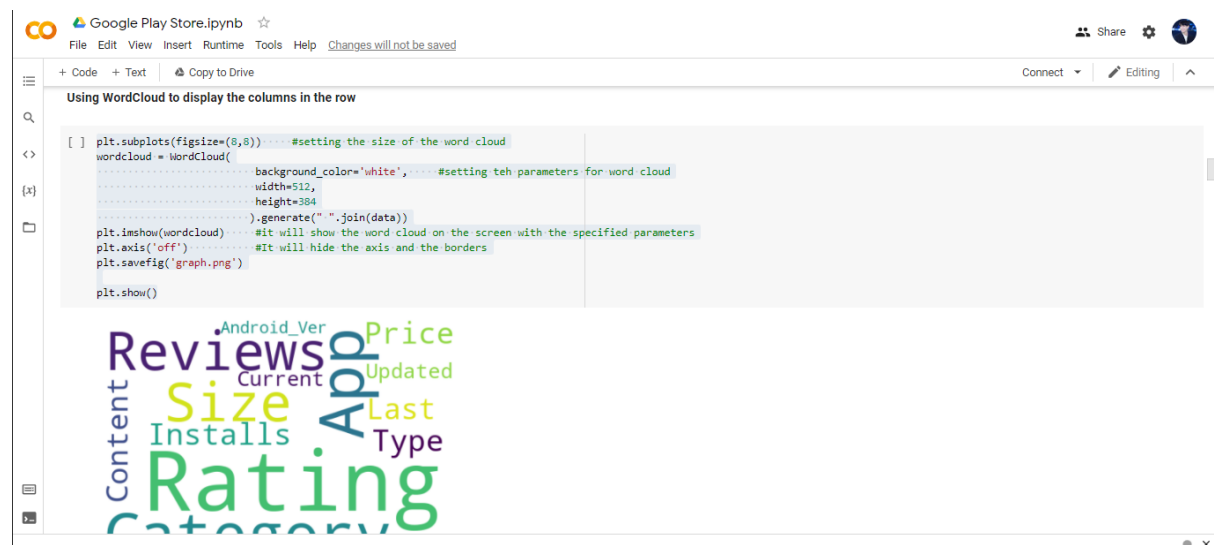 Google Play Store.ipynb
File Edit View Insert Runtime Tools Help Changes will not be saved
Share
+ Code + Text Copy to Drive
Connect Editing
Using WordCloud to display the columns in the row
[ ] plt.subplots(figsize=(8,8)) #setting the size of the word cloud
wordcloud = WordCloud(
background_color='white', #setting teh parameters for word cloud
width=512,
height=384
).generate(" ".join(data))
plt.imshow(wordcloud) #it will show the word cloud on the screen with the specified parameters
plt.axis('off') #It will hide the axis and the borders
plt.savefig('graph.png')
plt.show()
Android_Ver
Price
Reviews
App
Current
Updated
Content
Size
Last
Installs
Type
Rating
Category
{x}